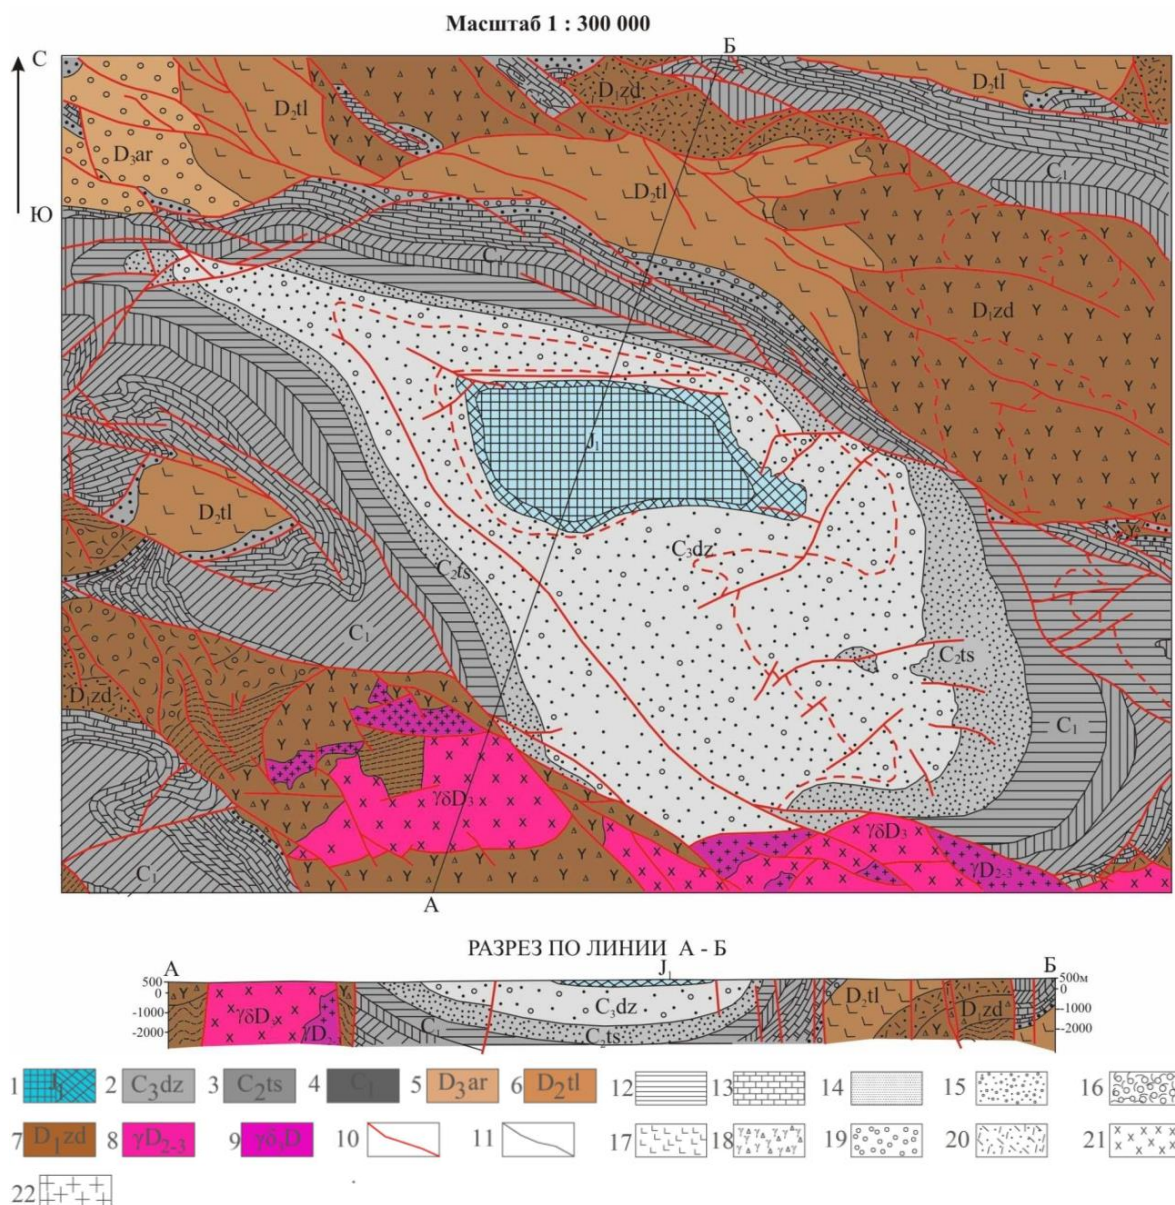 Масштаб 1 : 300 000
Б
С
D₁zd
D₂tl
D₂tl
D₃ar
C₁
D₂tl
Ю
C₁
D₁zd
J₁
C₃dz
C₂ts
D₂tl
C₁
C₂ts
D₁zd
C₁
γδD₃
γδD₃
γD₂₋₃
C₁
А
РАЗРЕЗ ПО ЛИНИИ А - Б
А J₁ Б
500 500м
0 D₂tl 0
-1000 γδD₃ C₃dz D₁zd -1000
-2000 γD₂₋₃ C₁ C₂ts -2000
1 J₁ 2 C₃dz 3 C₂ts 4 C₁ 5 D₃ar 6 D₂tl 12 13 14 15 16
7 D₁zd 8 γD₂₋₃ 9 γδ₃D 10 11 17 18 19 20 21
22